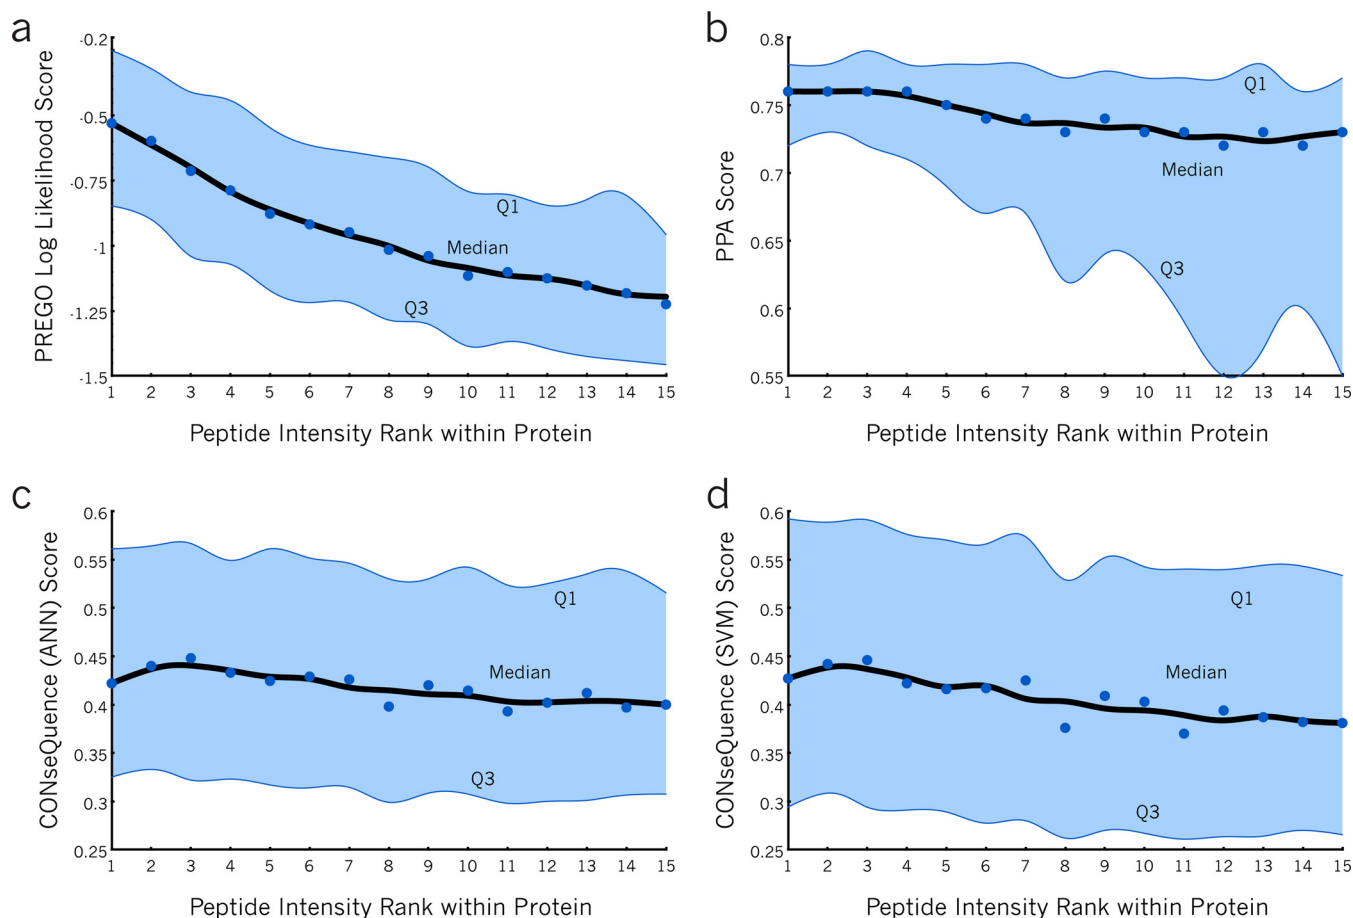 a
PREGO Log Likelihood Score
-0.2
-0.5
-0.75
-1
-1.25
-1.5
Q1
Median
Q3
1 2 3 4 5 6 7 8 9 10 11 12 13 14 15
Peptide Intensity Rank within Protein
b
PPA Score
0.8
0.75
0.7
0.65
0.6
0.55
Q1
Median
Q3
1 2 3 4 5 6 7 8 9 10 11 12 13 14 15
Peptide Intensity Rank within Protein
c
CONseQuence (ANN) Score
0.6
0.55
0.5
0.45
0.4
0.35
0.3
0.25
Q1
Median
Q3
1 2 3 4 5 6 7 8 9 10 11 12 13 14 15
Peptide Intensity Rank within Protein
d
CONseQuence (SVM) Score
0.6
0.55
0.5
0.45
0.4
0.35
0.3
0.25
Q1
Median
Q3
1 2 3 4 5 6 7 8 9 10 11 12 13 14 15
Peptide Intensity Rank within Protein